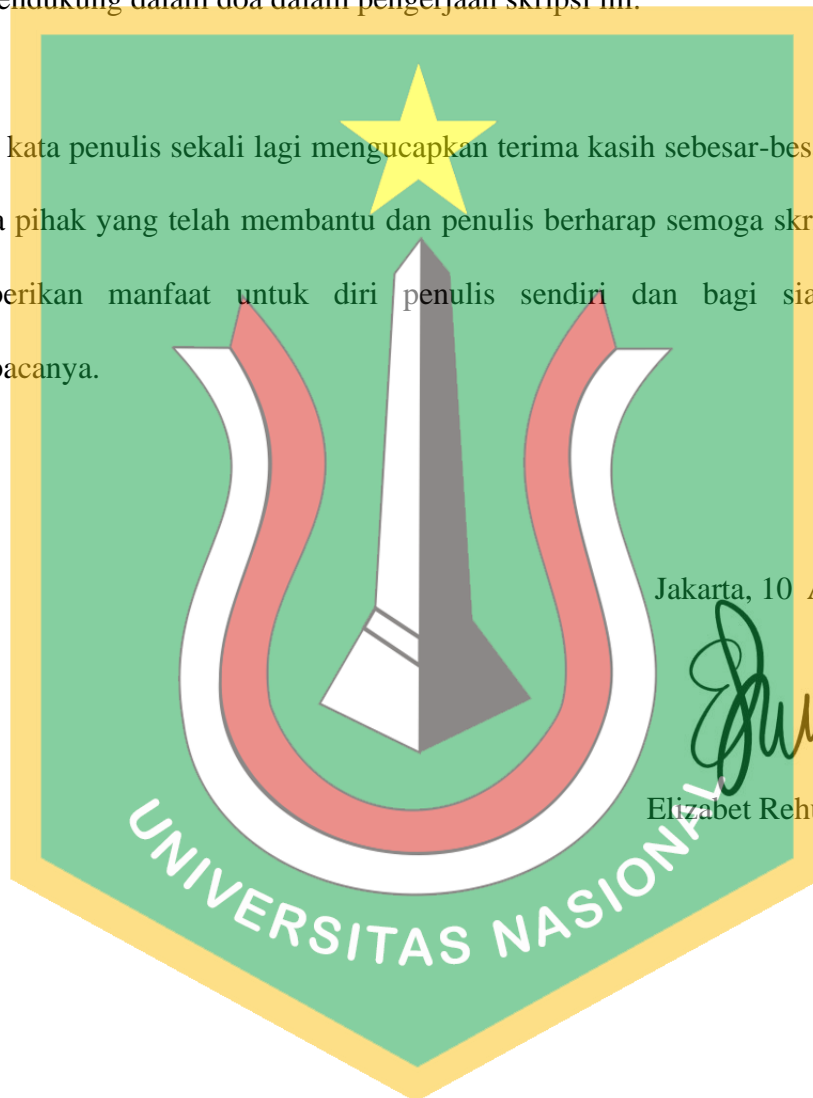 endukung dalam doa dalam pengerjaan skripsi ini.
kata penulis sekali lagi mengucapkan terima kasih sebesar-bes
a pihak yang telah membantu dan penulis berharap semoga skr
berikan manfaat untuk diri penulis sendiri dan bagi sia
bacanya.
Jakarta, 10 A
Elizabet Rehu
UNIVERSITAS NASIONAL